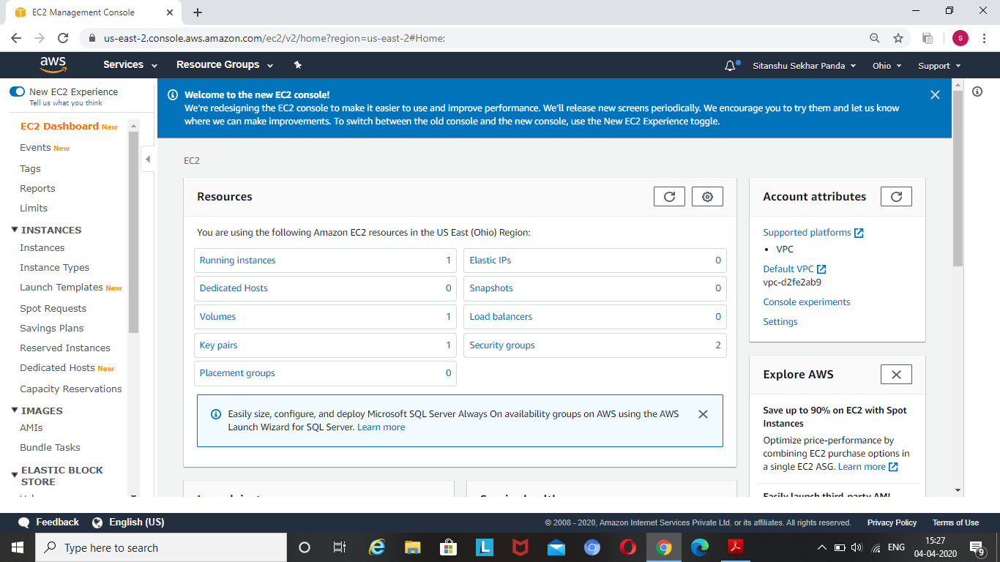 EC2 Management Console
us-east-2.console.aws.amazon.com/ec2/v2/home?region=us-east-2#Home:
s
aws
Services
Resource Groups
Sitanshu Sekhar Panda
Ohio
Support
New EC2 Experience
Tell us what you think
EC2 Dashboard New
Events New
Tags
Reports
Limits
INSTANCES
Instances
Instance Types
Launch Templates New
Spot Requests
Savings Plans
Reserved Instances
Dedicated Hosts New
Capacity Reservations
IMAGES
AMIs
Bundle Tasks
ELASTIC BLOCK
STORE
Welcome to the new EC2 console!
We're redesigning the EC2 console to make it easier to use and improve performance. We'll release new screens periodically. We encourage you to try them and let us know
where we can make improvements. To switch between the old console and the new console, use the New EC2 Experience toggle.
EC2
Resources
You are using the following Amazon EC2 resources in the US East (Ohio) Region:
Running instances 1
Elastic IPs 0
Dedicated Hosts 0
Snapshots 0
Volumes 1
Load balancers 0
Key pairs 1
Security groups 2
Placement groups 0
Easily size, configure, and deploy Microsoft SQL Server Always On availability groups on AWS using the AWS
Launch Wizard for SQL Server. Learn more
Account attributes
Supported platforms
• VPC
Default VPC
vpc-d2fe2ab9
Console experiments
Settings
Explore AWS
Save up to 90% on EC2 with Spot
Instances
Optimize price-performance by
combining EC2 purchase options in
a single EC2 ASG. Learn more
Easily launch third-party AMI
Feedback
English (US)
© 2008 - 2020, Amazon Internet Services Private Ltd. or its affiliates. All rights reserved.
Privacy Policy
Terms of Use
Type here to search
L
ENG
15:27
04-04-2020
9